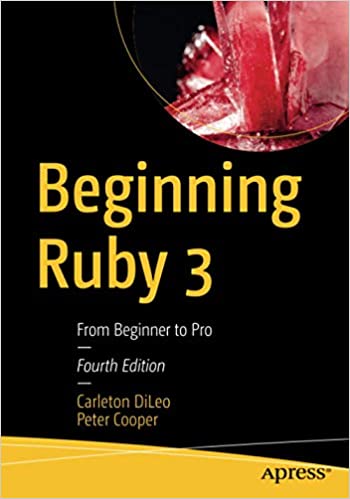 Beginning
Ruby 3
From Beginner to Pro
—
Fourth Edition
—
Carleton DiLeo
Peter Cooper
Apress®